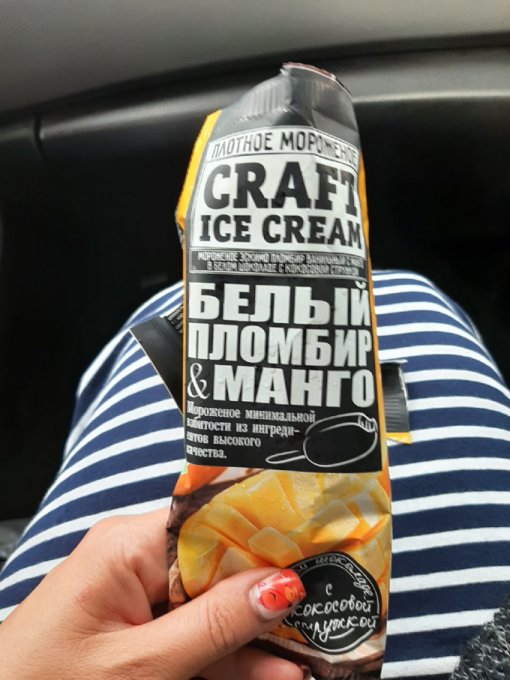 ПЛОТНОЕ МОРОЖЕНОЕ
CRAFT
ICE CREAM
МОРОЖЕНОЕ ЭСКИМО ПЛОМБИР ВАНИЛЬНЫЙ С МАНГО
В БЕЛОМ ШОКОЛАДЕ С КОКОСОВОЙ СТРУЖКОЙ
БЕЛЫЙ
ПЛОМБИР
& МАНГО
Мороженое минимальной
взбитости из ингреди-
ентов высокого
качества.
шоколаде,
с
кокосовой
стружкой